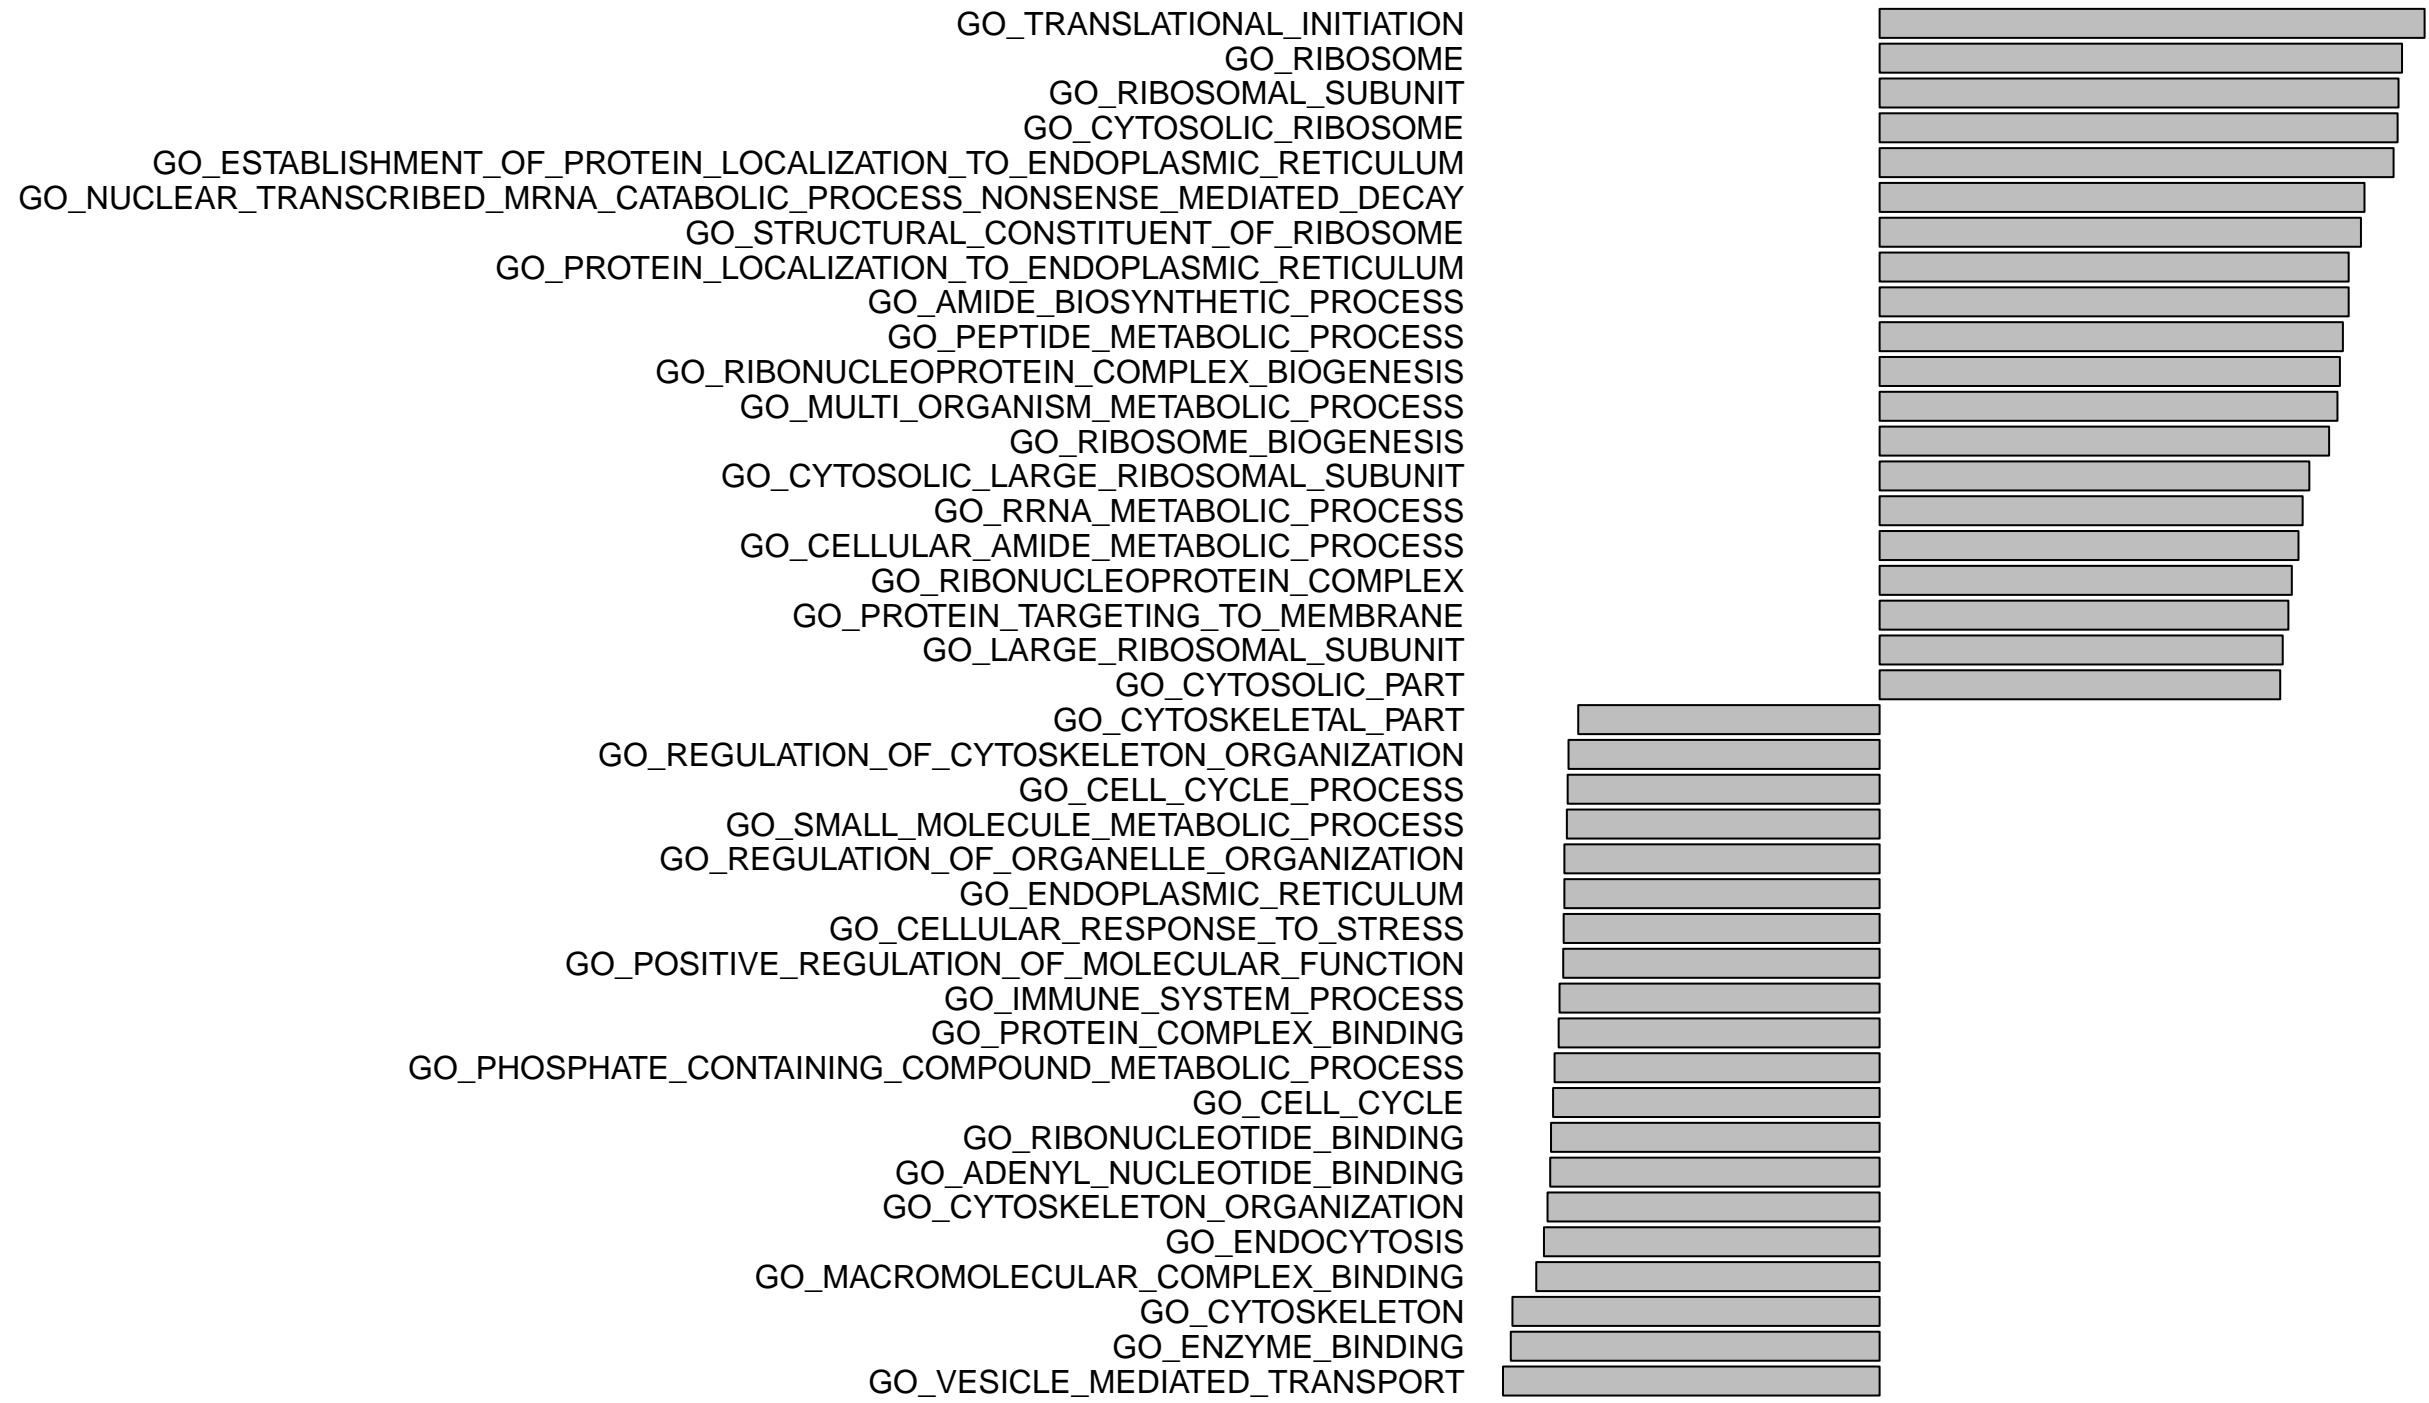 GO_TRANSLATIONAL_INITIATION
GO_RIBOSOME
GO_RIBOSOMAL_SUBUNIT
GO_CYTOSOLIC_RIBOSOME
GO_ESTABLISHMENT_OF_PROTEIN_LOCALIZATION_TO_ENDOPLASMIC_RETICULUM
GO_NUCLEAR_TRANSCRIBED_MRNA_CATABOLIC_PROCESS_NONSENSE_MEDIATED_DECAY
GO_STRUCTURAL_CONSTITUENT_OF_RIBOSOME
GO_PROTEIN_LOCALIZATION_TO_ENDOPLASMIC_RETICULUM
GO_AMIDE_BIOSYNTHETIC_PROCESS
GO_PEPTIDE_METABOLIC_PROCESS
GO_RIBONUCLEOPROTEIN_COMPLEX_BIOGENESIS
GO_MULTI_ORGANISM_METABOLIC_PROCESS
GO_RIBOSOME_BIOGENESIS
GO_CYTOSOLIC_LARGE_RIBOSOMAL_SUBUNIT
GO_RRNA_METABOLIC_PROCESS
GO_CELLULAR_AMIDE_METABOLIC_PROCESS
GO_RIBONUCLEOPROTEIN_COMPLEX
GO_PROTEIN_TARGETING_TO_MEMBRANE
GO_LARGE_RIBOSOMAL_SUBUNIT
GO_CYTOSOLIC_PART
GO_CYTOSKELETAL_PART
GO_REGULATION_OF_CYTOSKELETON_ORGANIZATION
GO_CELL_CYCLE_PROCESS
GO_SMALL_MOLECULE_METABOLIC_PROCESS
GO_REGULATION_OF_ORGANELLE_ORGANIZATION
GO_ENDOPLASMIC_RETICULUM
GO_CELLULAR_RESPONSE_TO_STRESS
GO_POSITIVE_REGULATION_OF_MOLECULAR_FUNCTION
GO_IMMUNE_SYSTEM_PROCESS
GO_PROTEIN_COMPLEX_BINDING
GO_PHOSPHATE_CONTAINING_COMPOUND_METABOLIC_PROCESS
GO_CELL_CYCLE
GO_RIBONUCLEOTIDE_BINDING
GO_ADENYL_NUCLEOTIDE_BINDING
GO_CYTOSKELETON_ORGANIZATION
GO_ENDOCYTOSIS
GO_MACROMOLECULAR_COMPLEX_BINDING
GO_CYTOSKELETON
GO_ENZYME_BINDING
GO_VESICLE_MEDIATED_TRANSPORT